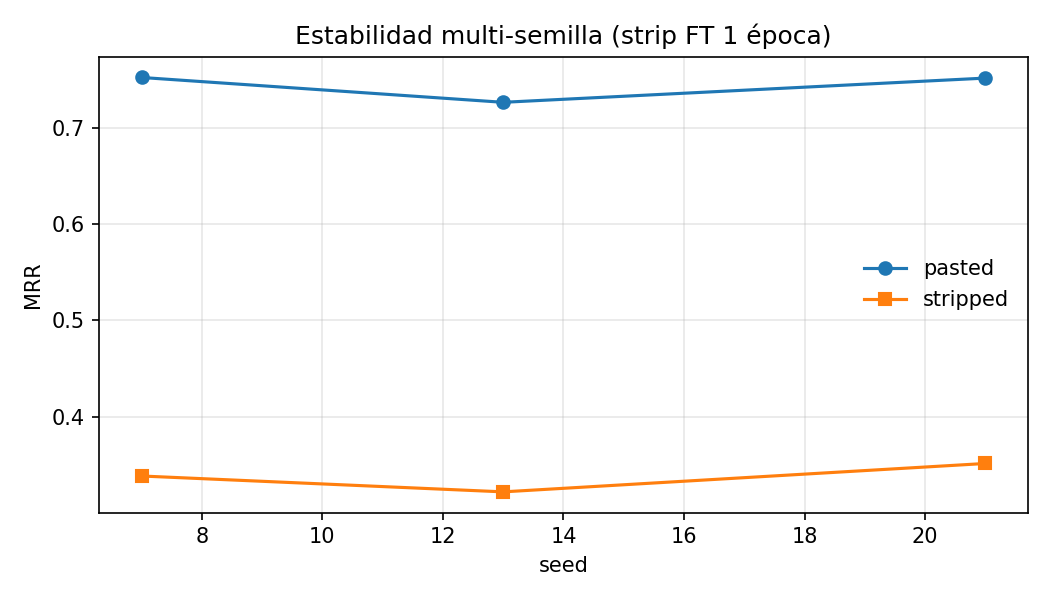 Estabilidad multi-semilla (strip FT 1 época)
0.7
0.6
0.5
0.4
MRR
pasted
stripped
8 10 12 14 16 18 20
seed